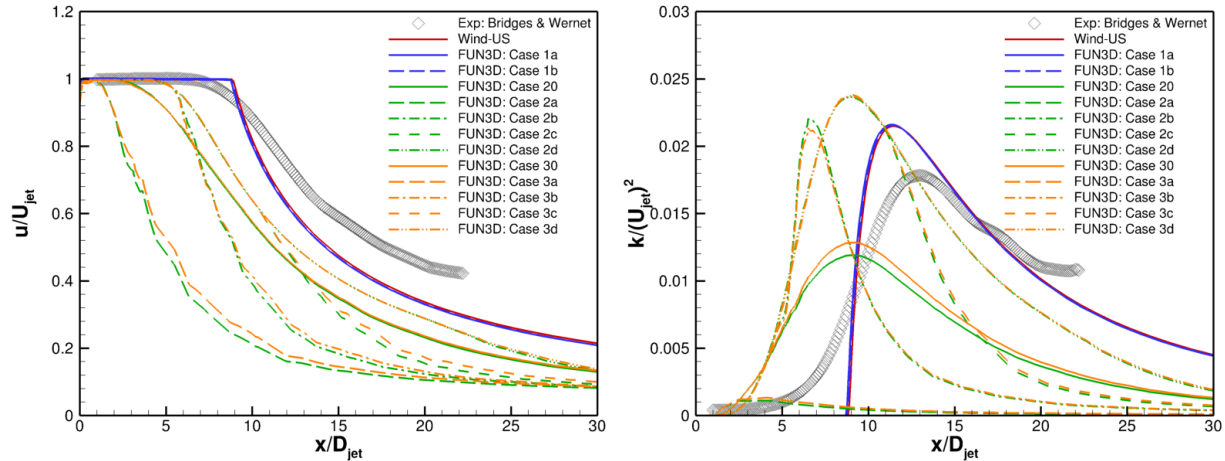 u/U_jet
1.2
1
0.8
0.6
0.4
0.2
0
0
5
10
15
20
25
30
x/D_jet
Exp: Bridges & Wernet
Wind-US
FUN3D: Case 1a
FUN3D: Case 1b
FUN3D: Case 20
FUN3D: Case 2a
FUN3D: Case 2b
FUN3D: Case 2c
FUN3D: Case 2d
FUN3D: Case 30
FUN3D: Case 3a
FUN3D: Case 3b
FUN3D: Case 3c
FUN3D: Case 3d
k/(U_jet)^2
0.03
0.025
0.02
0.015
0.01
0.005
0
0
5
10
15
20
25
30
x/D_jet
Exp: Bridges & Wernet
Wind-US
FUN3D: Case 1a
FUN3D: Case 1b
FUN3D: Case 20
FUN3D: Case 2a
FUN3D: Case 2b
FUN3D: Case 2c
FUN3D: Case 2d
FUN3D: Case 30
FUN3D: Case 3a
FUN3D: Case 3b
FUN3D: Case 3c
FUN3D: Case 3d